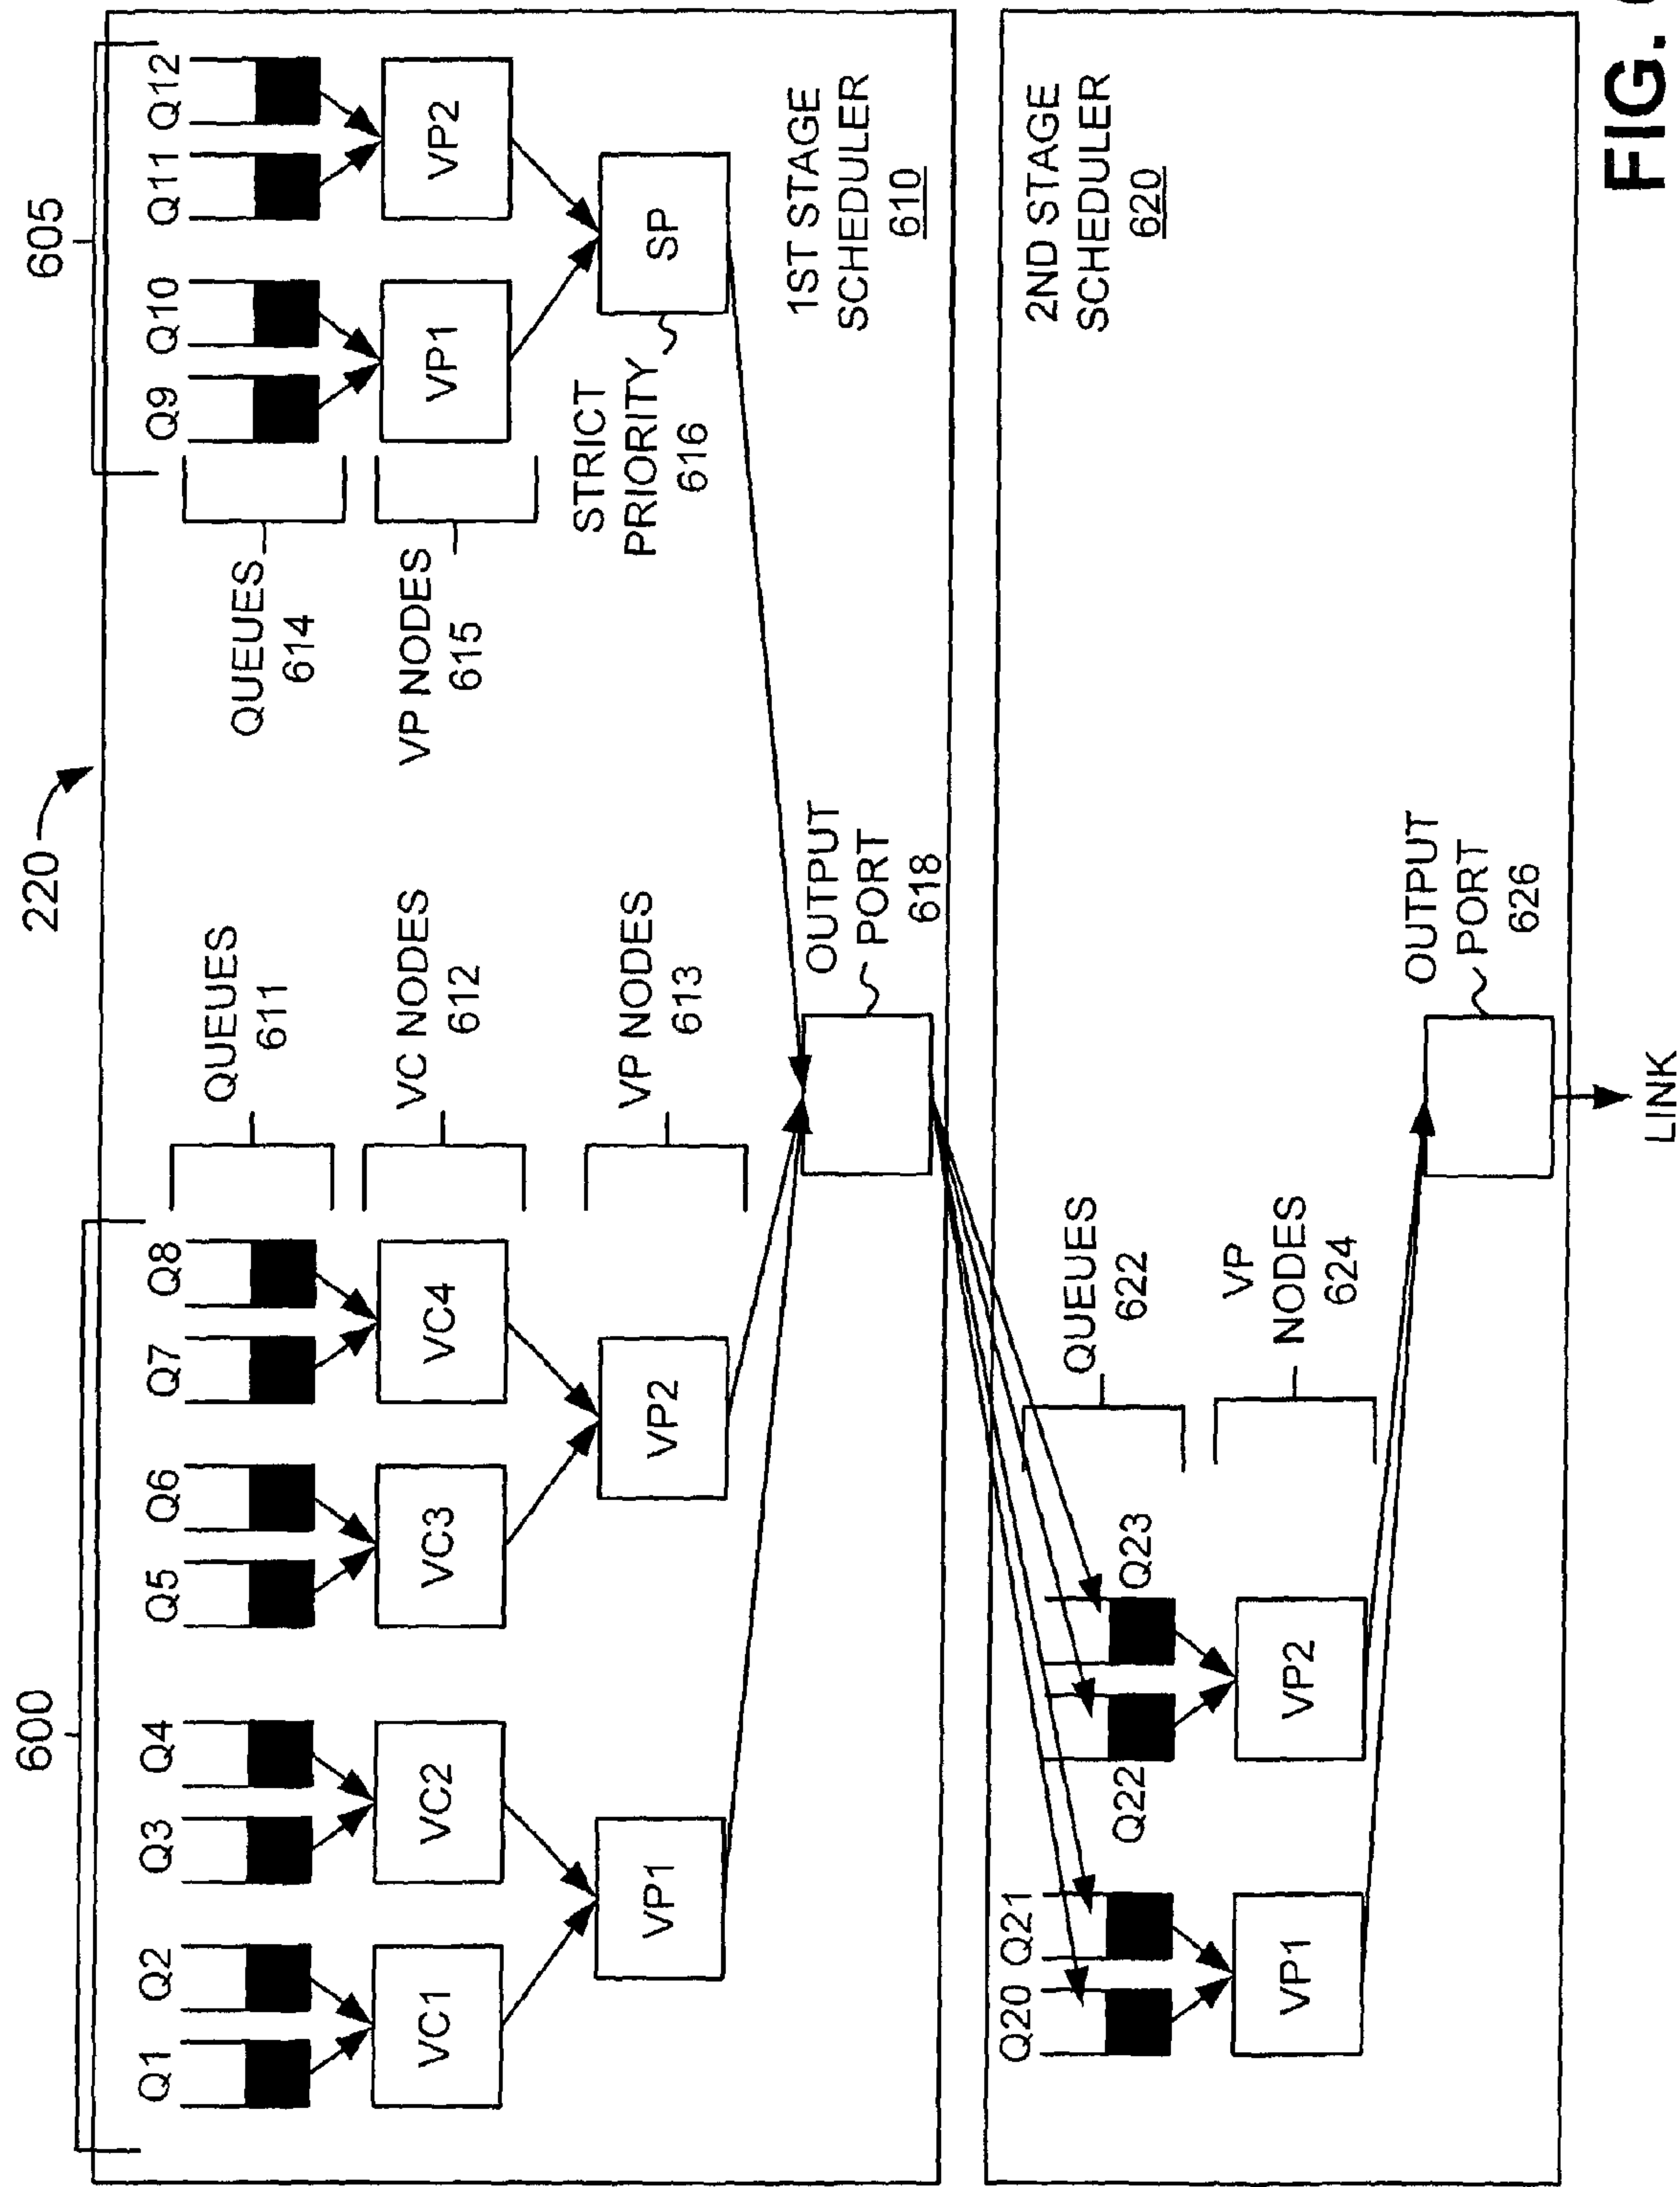 220
600
605
Q1
Q2
Q3
Q4
Q5
Q6
Q7
Q8
QUEUES
611
VC1
VC2
VC3
VC4
VC NODES
612
VP1
VP2
VP NODES
613
QUEUES
614
Q9
Q10
Q11
Q12
VP NODES
615
VP1
VP2
STRICT
PRIORITY
616
SP
OUTPUT
PORT
618
1ST STAGE
SCHEDULER
610
Q20
Q21
Q22
Q23
QUEUES
622
VP1
VP2
VP
NODES
624
OUTPUT
PORT
626
2ND STAGE
SCHEDULER
620
LINK
FIG.